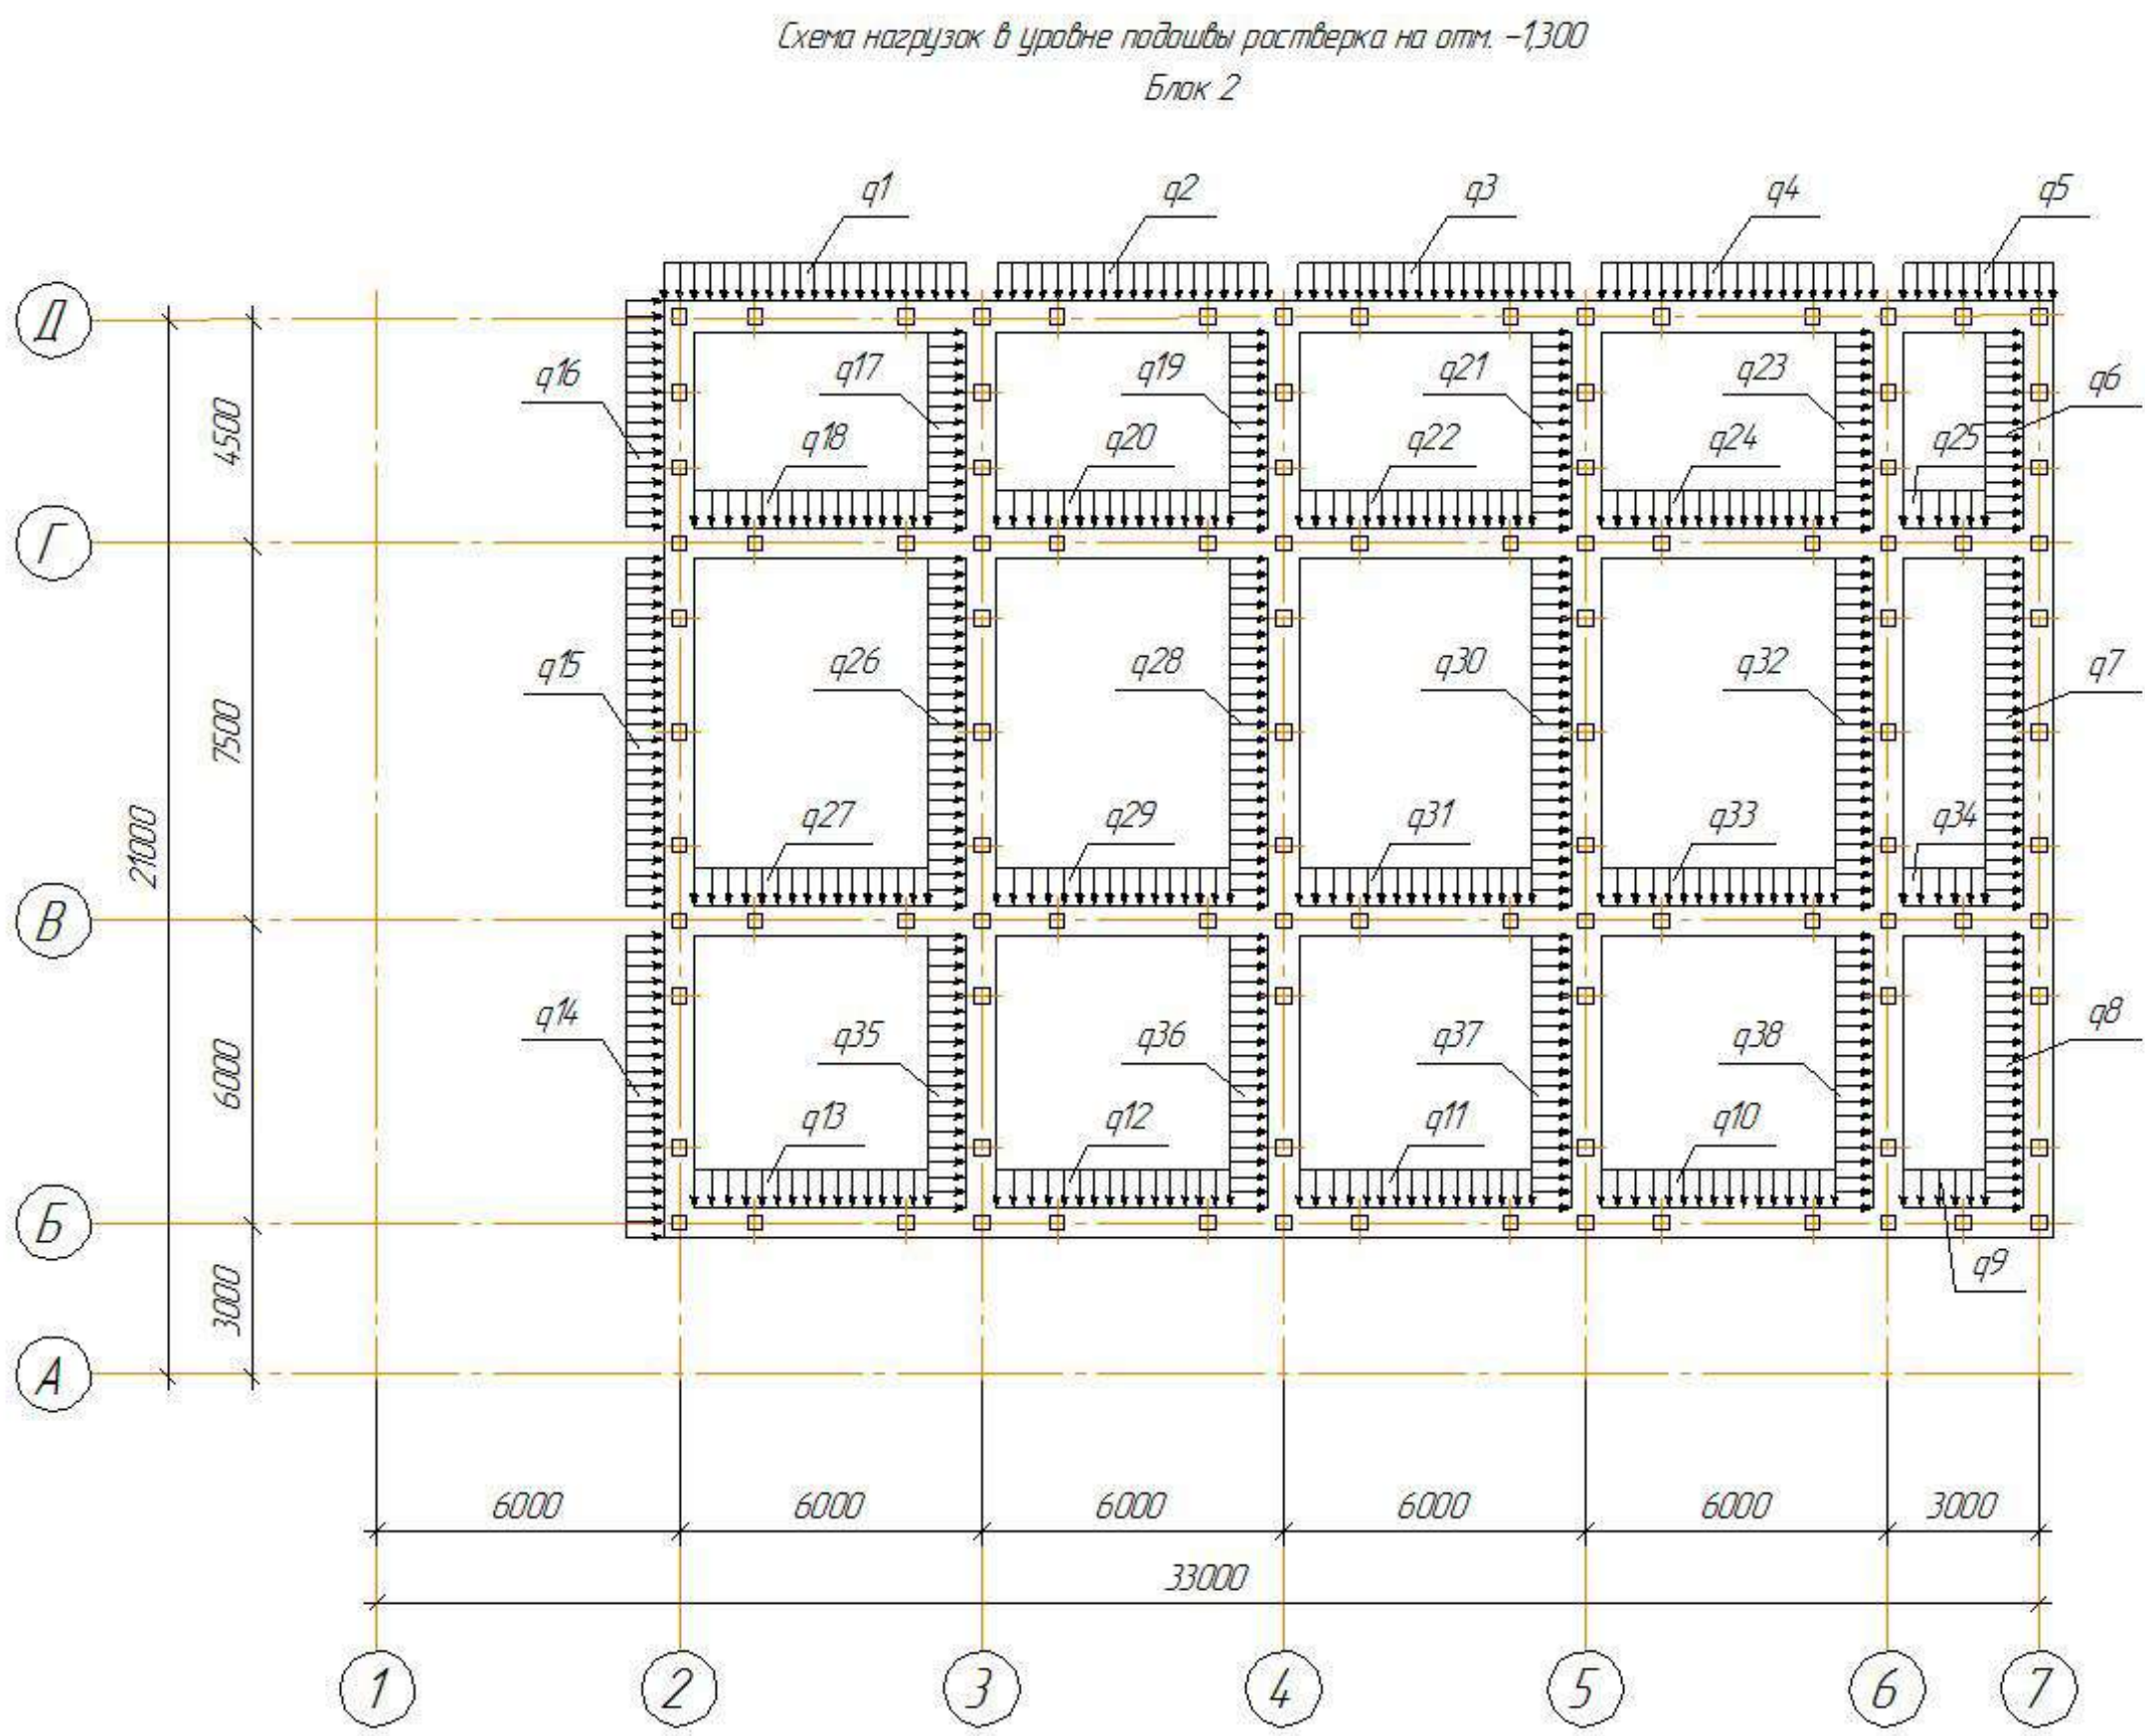 Схема нагрузок в уровне подошвы ростверка на отм. -1,300
Блок 2
q1 q2 q3 q4 q5
Д
q16 q17 q19 q21 q23 q6
4500
q18 q20 q22 q24 q25
Г
q15 q26 q28 q30 q32 q7
7500
q27 q29 q31 q33 q34
21000
В
q14 q35 q36 q37 q38 q8
6000
q13 q12 q11 q10
Б
q9
3000
А
6000 6000 6000 6000 6000 3000
33000
1 2 3 4 5 6 7